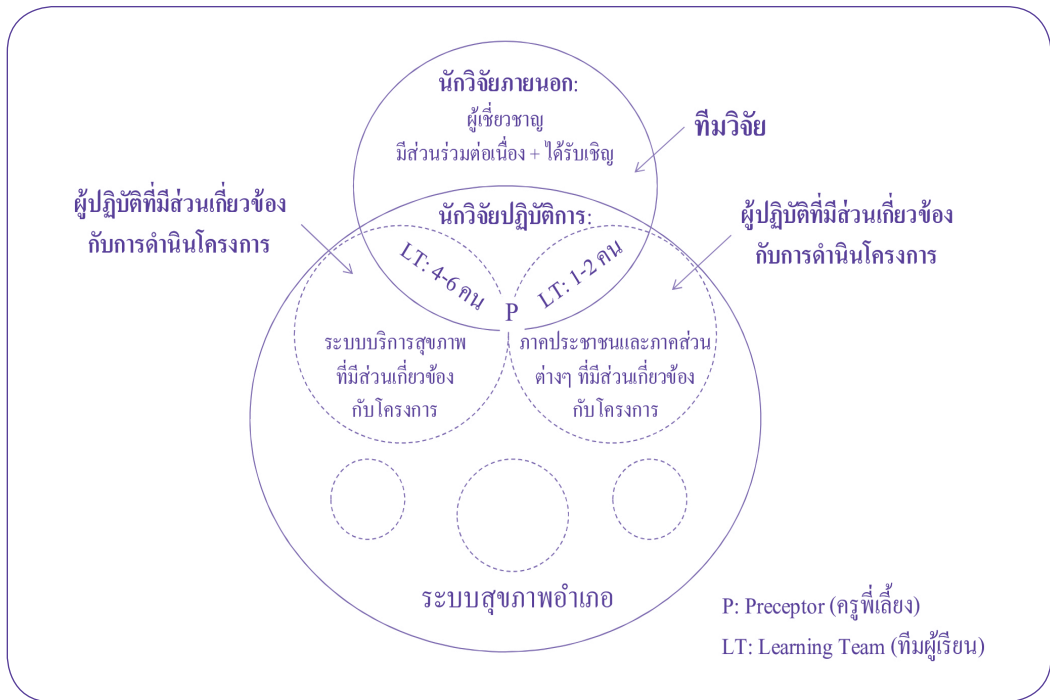 นักวิจัยภายนอก:
ผู้เชี่ยวชาญ
มีส่วนร่วมต่อเนื่อง + ได้รับเชิญ
ทีมวิจัย
ผู้ปฏิบัติที่มีส่วนเกี่ยวข้อง
กับการดำนินโครงการ
นักวิจัยปฏิบัติการ:
ผู้ปฏิบัติที่มีส่วนเกี่ยวข้อง
กับการดำนินโครงการ
LT: 4-6 คน
LT: 1-2 คน
P
ระบบบริการสุขภาพ
ที่มีส่วนเกี่ยวข้อง
กับโครงการ
ภาคประชาชนและภาคส่วน
ต่างๆ ที่มีส่วนเกี่ยวข้อง
กับโครงการ
ระบบสุขภาพอำเภอ
P: Preceptor (ครูพี่เลี้ยง)
LT: Learning Team (ทีมผู้เรียน)